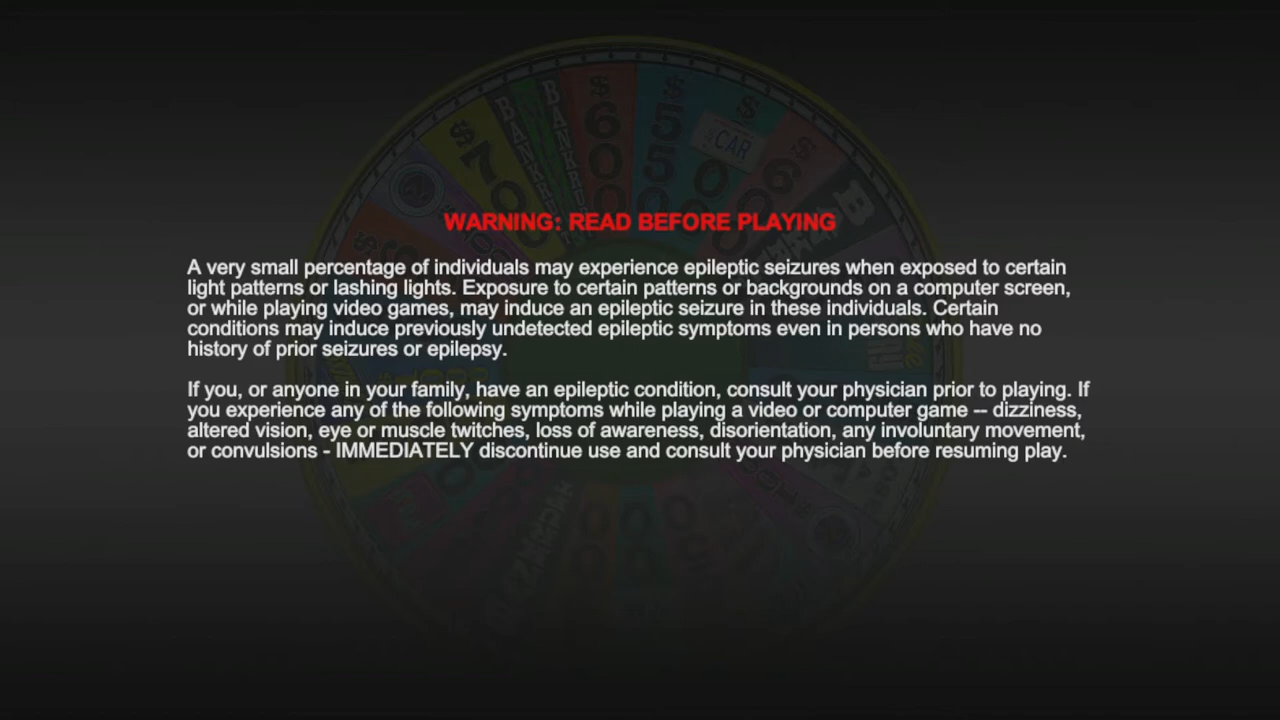 WARNING: READ BEFORE PLAYING
A very small percentage of individuals may experience epileptic seizures when exposed to certain
light patterns or lashing lights. Exposure to certain patterns or backgrounds on a computer screen,
or while playing video games, may induce an epileptic seizure in these individuals. Certain
conditions may induce previously undetected epileptic symptoms even in persons who have no
history of prior seizures or epilepsy.
If you, or anyone in your family, have an epileptic condition, consult your physician prior to playing. If
you experience any of the following symptoms while playing a video or computer game -- dizziness,
altered vision, eye or muscle twitches, loss of awareness, disorientation, any involuntary movement,
or convulsions - IMMEDIATELY discontinue use and consult your physician before resuming play.
$700
BANKRUPT
$600
$550
CAR